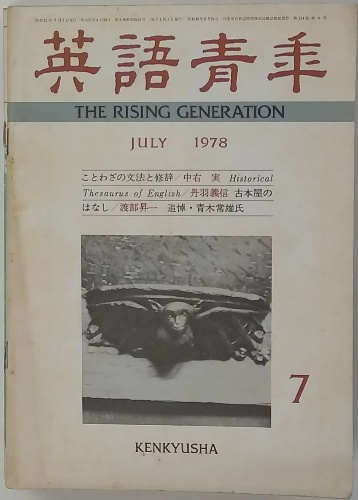 英語青年
THE RISING GENERATION
JULY 1978
ことわざの文法と修辞／中右 実 Historical
Thesaurus of English／丹羽義信 古本屋の
はなし／渡部昇一 追悼・青木常雄氏
7
KENKYUSHA